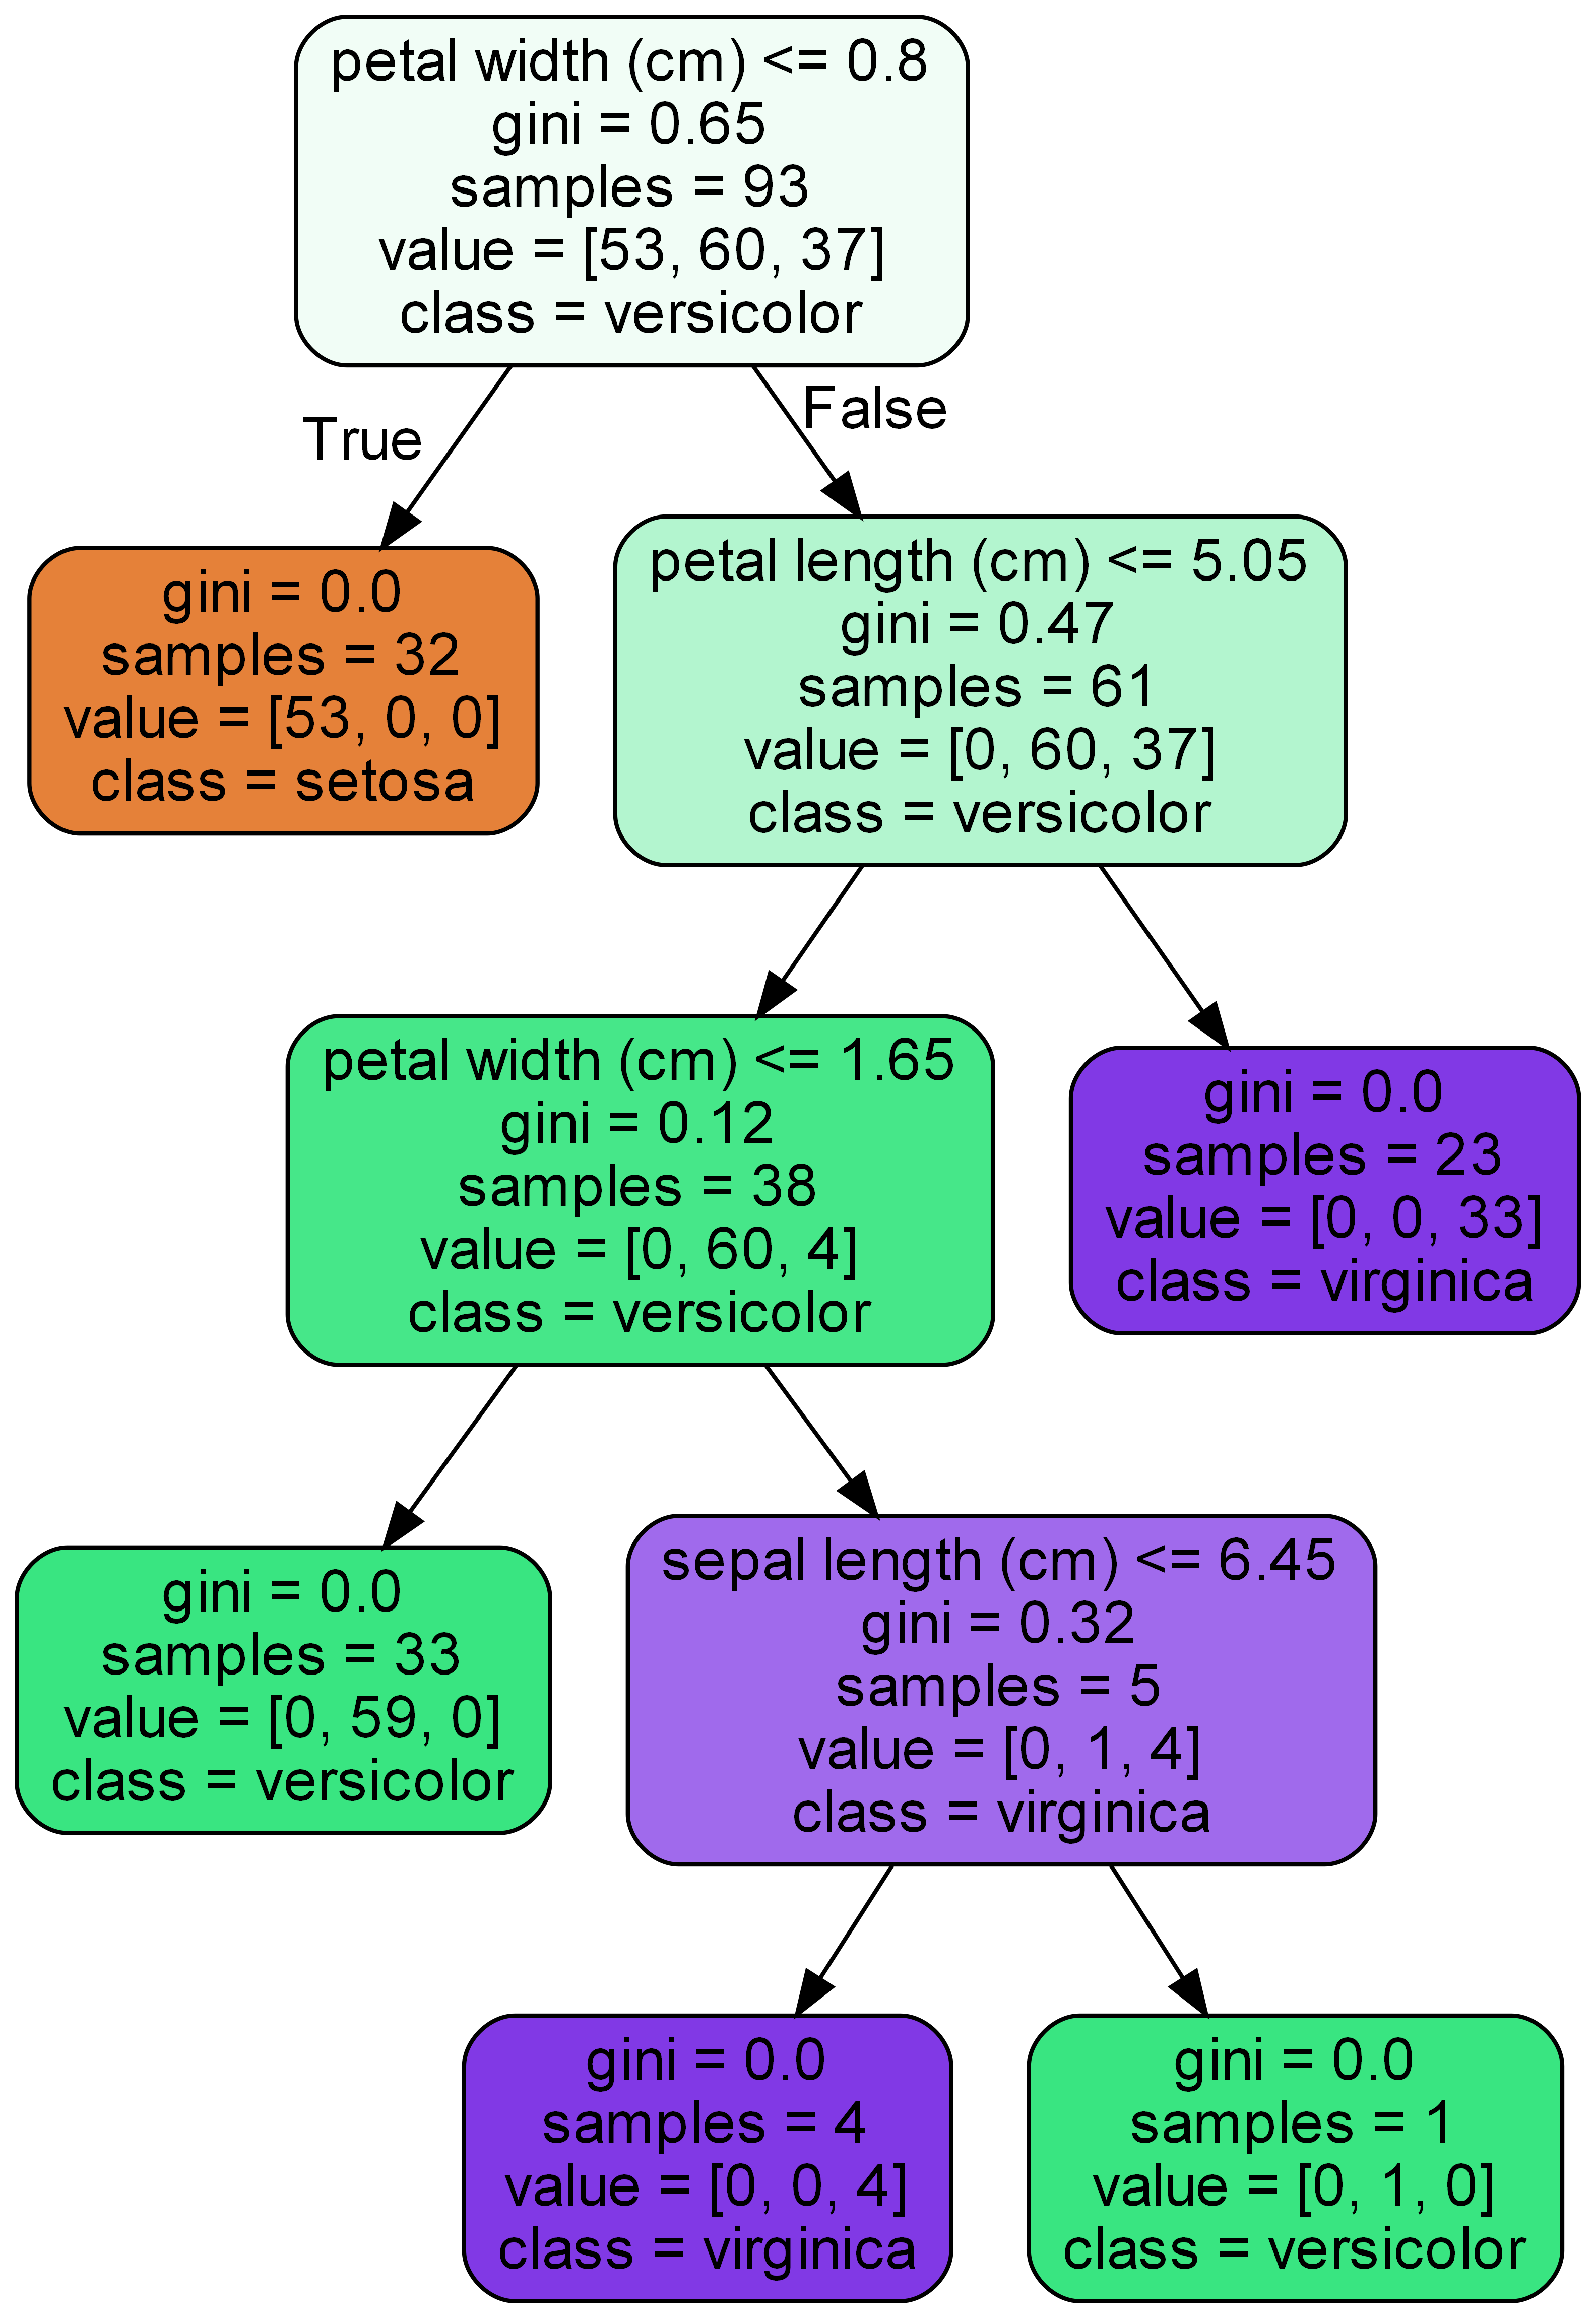 petal width (cm) <= 0.8
gini = 0.65
samples = 93
value = [53, 60, 37]
class = versicolor
True
False
gini = 0.0
samples = 32
value = [53, 0, 0]
class = setosa
petal length (cm) <= 5.05
gini = 0.47
samples = 61
value = [0, 60, 37]
class = versicolor
petal width (cm) <= 1.65
gini = 0.12
samples = 38
value = [0, 60, 4]
class = versicolor
gini = 0.0
samples = 23
value = [0, 0, 33]
class = virginica
gini = 0.0
samples = 33
value = [0, 59, 0]
class = versicolor
sepal length (cm) <= 6.45
gini = 0.32
samples = 5
value = [0, 1, 4]
class = virginica
gini = 0.0
samples = 4
value = [0, 0, 4]
class = virginica
gini = 0.0
samples = 1
value = [0, 1, 0]
class = versicolor